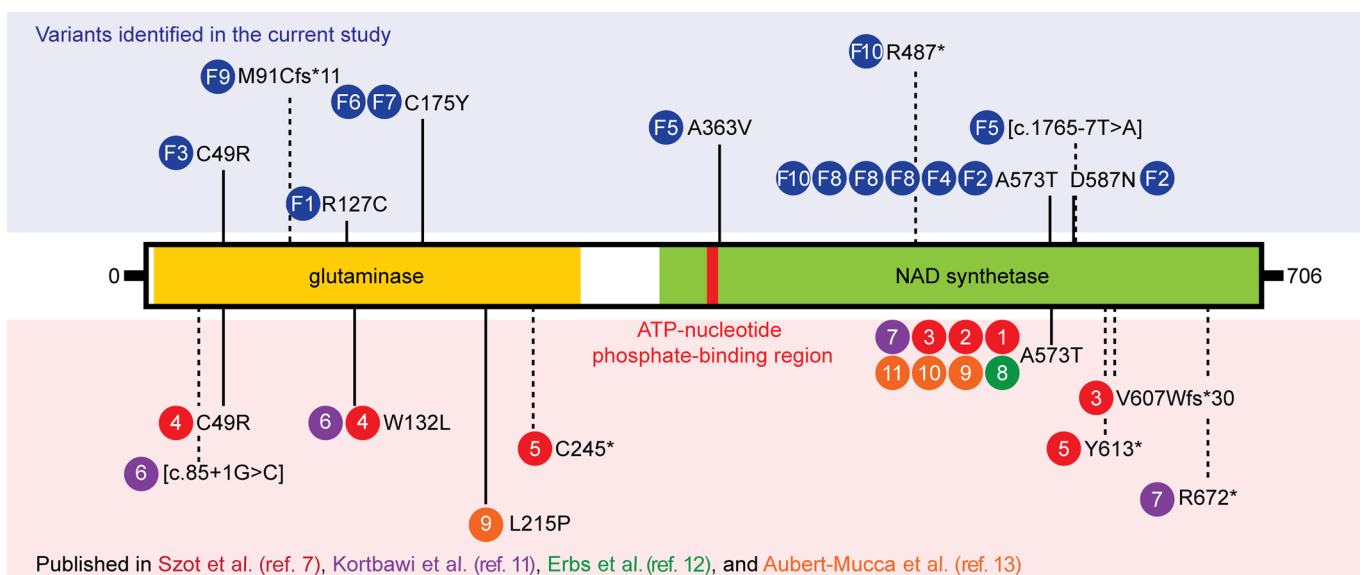 Variants identified in the current study
F10 R487*
F9 M91Cfs*11
F6 F7 C175Y
F5 A363V
F5 [c.1765-7T>A]
F3 C49R
F10 F8 F8 F8 F4 F2 A573T D587N F2
F1 R127C
0 glutaminase NAD synthetase 706
ATP-nucleotide
phosphate-binding region
7 3 2 1
A573T
11 10 9 8
3 V607Wfs*30
4 C49R
6 4 W132L
5 C245*
5 Y613*
6 [c.85+1G>C]
7 R672*
9 L215P
Published in Szot et al. (ref. 7), Kortbawi et al. (ref. 11), Erbs et al. (ref. 12), and Aubert-Mucca et al. (ref. 13)